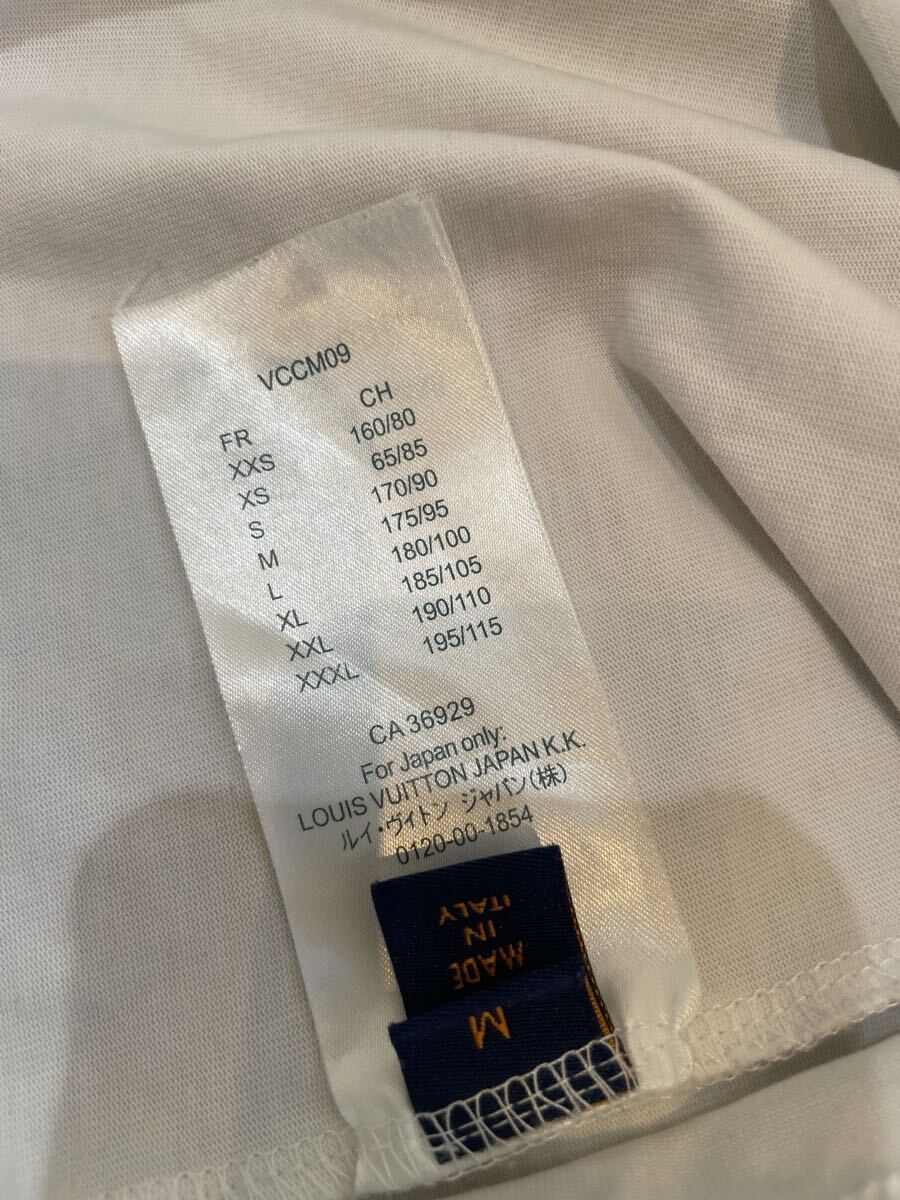 VCCM09
FR CH
XXS 160/80
XS 65/85
S 170/90
M 175/95
L 180/100
XL 185/105
XXL 190/110
XXXL 195/115
CA 36929
For Japan only:
LOUIS VUITTON JAPAN K.K.
ルイ・ヴィトン ジャパン(株)
0120-00-1854
MADE
IN
ITALY
M